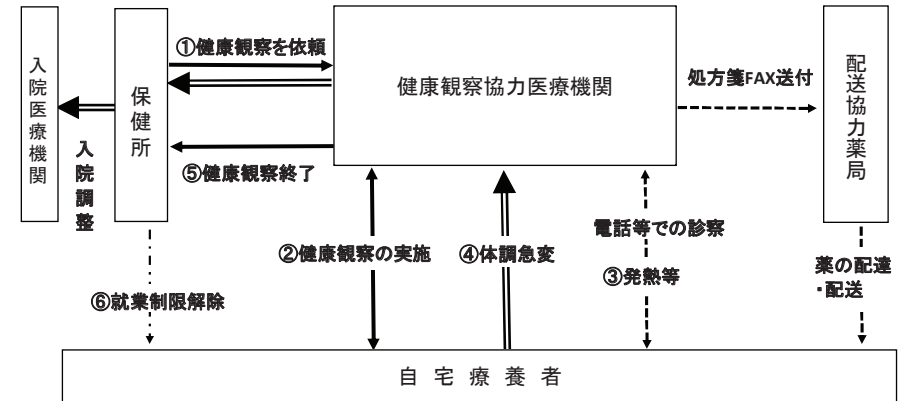 入院医療機関
入院調整
保健所
①健康観察を依頼
⑤健康観察終了
健康観察協力医療機関
処方箋FAX送付
配送協力薬局
②健康観察の実施
④体調急変
電話等での診察
③発熱等
薬の配達
・配送
⑥就業制限解除
自宅療養者